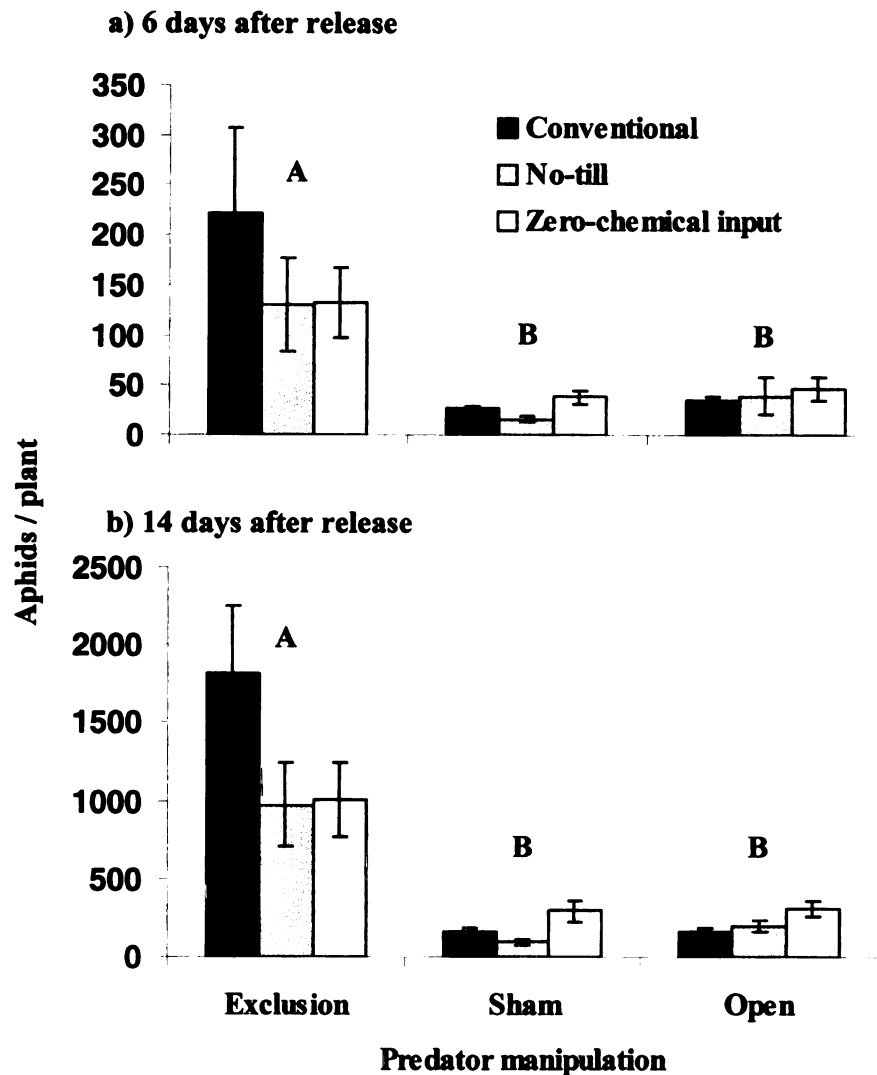 a) 6 days after release
350
300
250
200
150
100
50
0
Conventional
No-till
Zero-chemical input
A
B
B
Aphids / plant
b) 14 days after release
2500
2000
1500
1000
500
0
A
B
B
Exclusion Sham Open
Predator manipulation